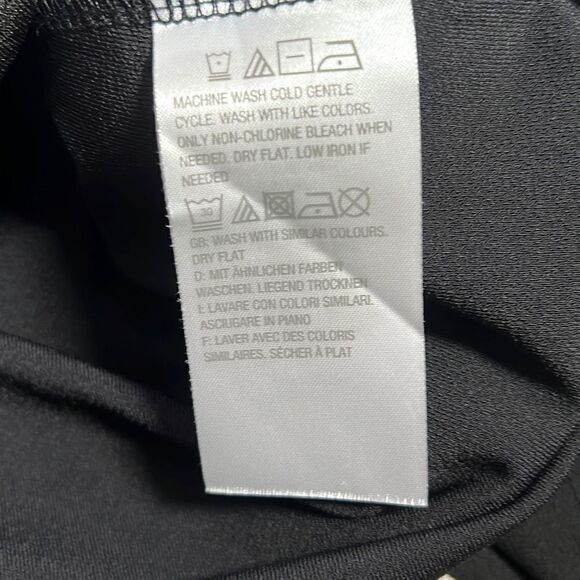 MACHINE WASH COLD GENTLE
CYCLE. WASH WITH LIKE COLORS.
ONLY NON-CHLORINE BLEACH WHEN
NEEDED. DRY FLAT. LOW IRON IF
NEEDED
30
GB: WASH WITH SIMILAR COLOURS.
DRY FLAT
D: MIT ÄHNLICHEN FARBEN
WASCHEN. LIEGEND TROCKNEN
I: LAVARE CON COLORI SIMILARI.
ASCIUGARE IN PIANO
F: LAVER AVEC DES COLORIS
SIMILAIRES. SÉCHER À PLAT